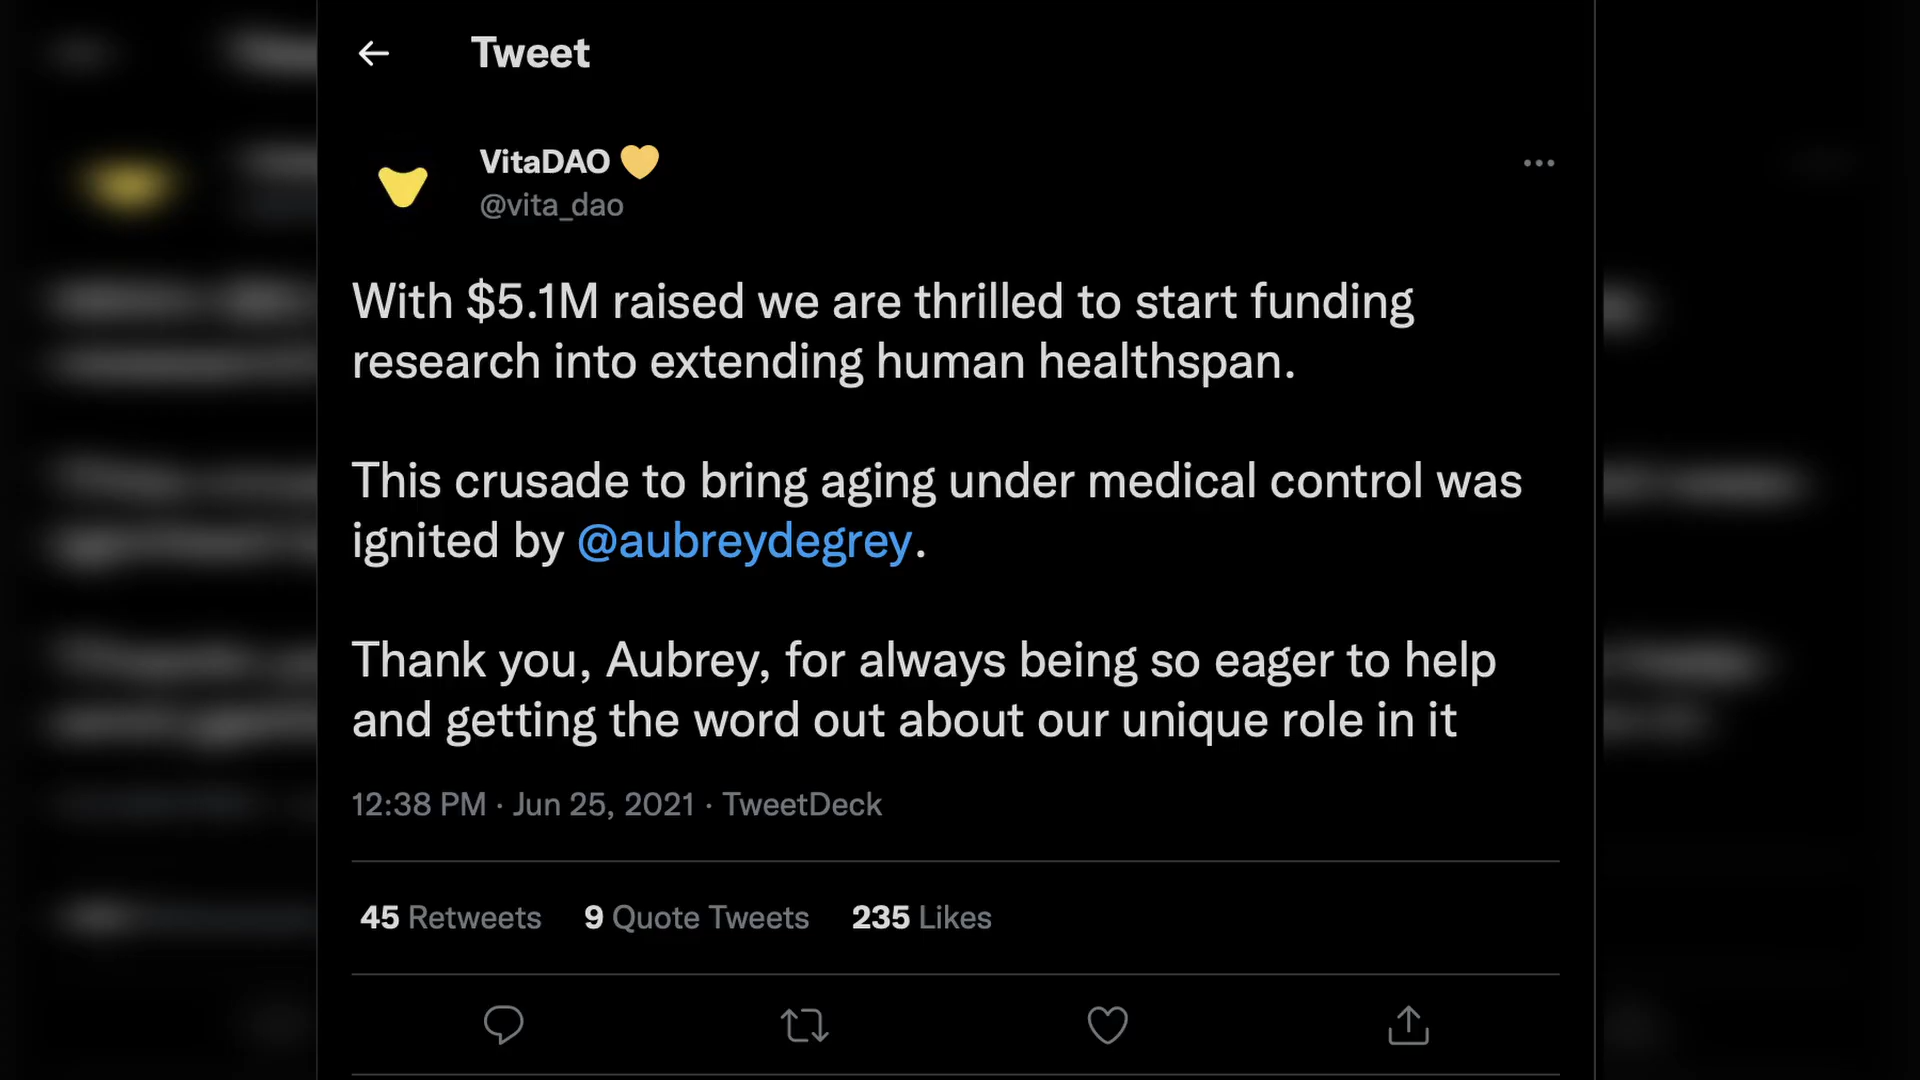 Tweet
VitaDAO 💛
@vita_dao
With $5.1M raised we are thrilled to start funding
research into extending human healthspan.
This crusade to bring aging under medical control was
ignited by @aubreydegrey.
Thank you, Aubrey, for always being so eager to help
and getting the word out about our unique role in it
12:38 PM · Jun 25, 2021 · TweetDeck
45 Retweets 9 Quote Tweets 235 Likes